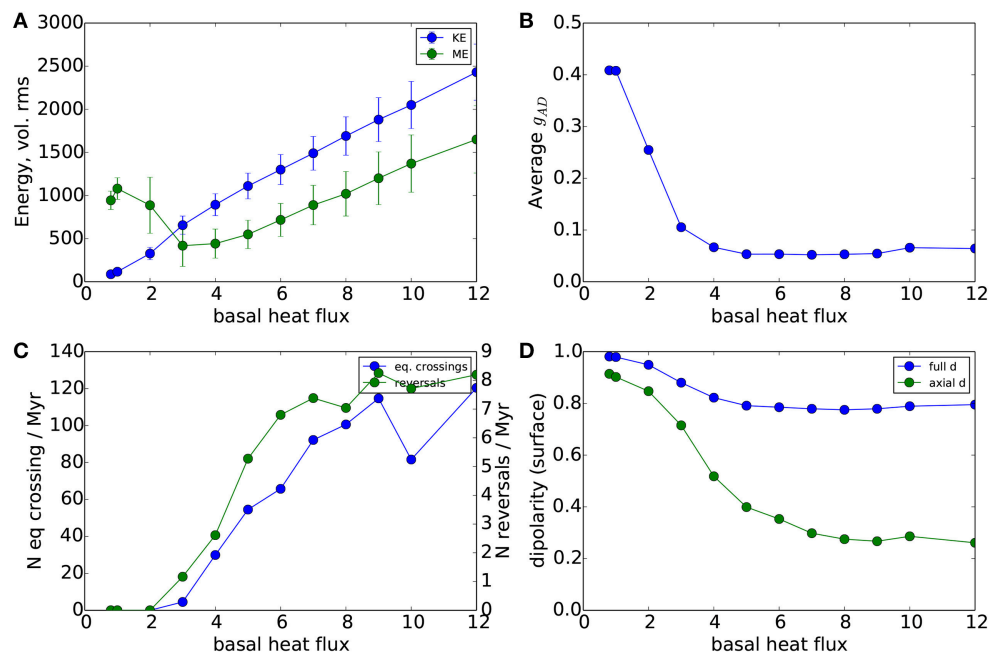 A
3000
2500
2000
1500
1000
500
0
Energy, vol. rms
KE
ME
0 2 4 6 8 10 12
basal heat flux
B
0.5
0.4
0.3
0.2
0.1
0.0
Average g_AD
0 2 4 6 8 10 12
basal heat flux
C
140
120
100
80
60
40
20
0
N eq crossing / Myr
eq. crossings
reversals
9
8
7
6
5
4
3
2
1
0
N reversals / Myr
0 2 4 6 8 10 12
basal heat flux
D
1.0
0.8
0.6
0.4
0.2
0.0
dipolarity (surface)
full d
axial d
0 2 4 6 8 10 12
basal heat flux